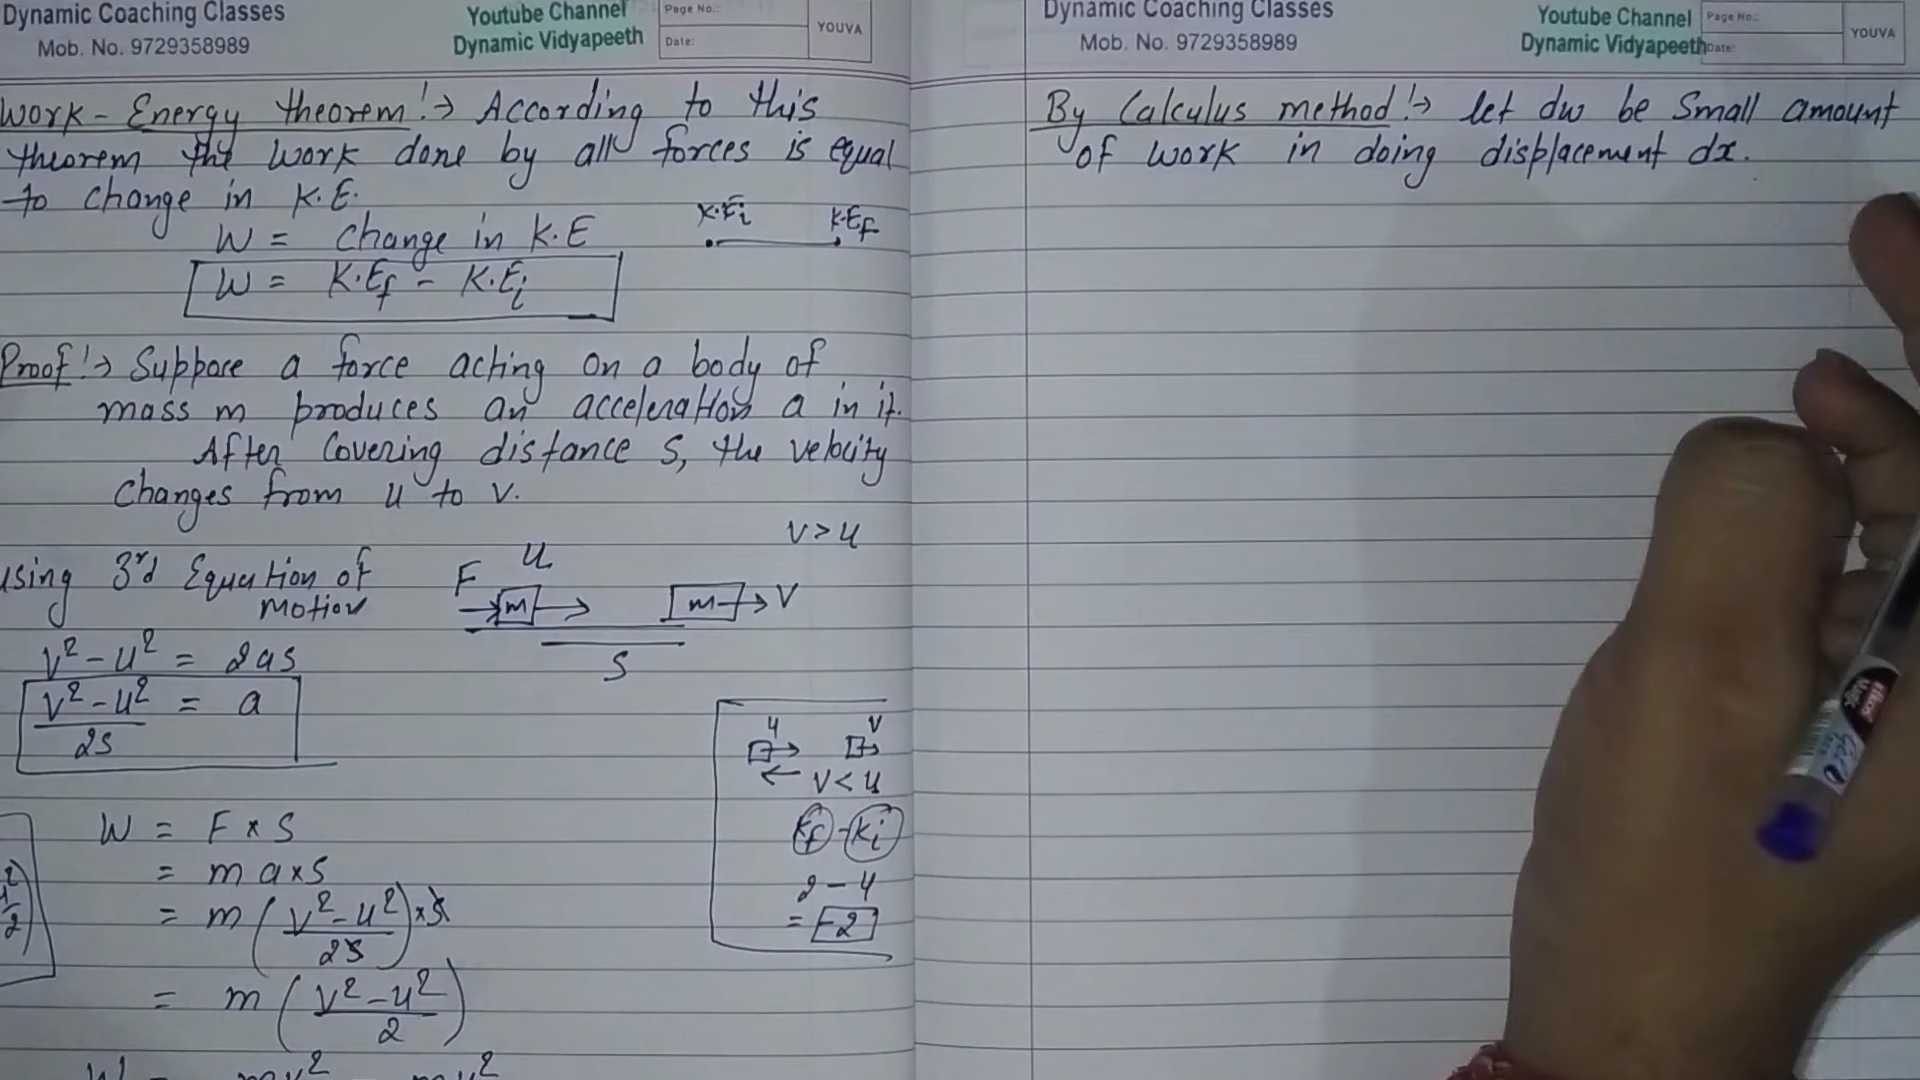 Dynamic Coaching Classes
Mob. No. 9729358989
Youtube Channel
Dynamic Vidyapeeth
Page No.:
Date:
YOUVA
Work - Energy theorem :→ According to this
theorem the work done by all forces is equal
to change in K.E.
W = change in K.E
K.Ei K.Ef
W = K.Ef - K.Ei
Proof :→ Suppose a force acting on a body of
mass m produces an acceleration a in it.
After covering distance S, the velocity
changes from u to v.
v > u
using 3rd Equation of
motion
F u
m m v
S
v² - u² = 2as
v² - u² = a
2s
u v
v < u
Kf - Ki
2 - 4
= -2
W = F × S
= m a × s
= m ( v² - u² ) × s
2s
= m ( v² - u² )
2
Dynamic Coaching Classes
Mob. No. 9729358989
Youtube Channel
Dynamic Vidyapeeth
Page No.:
Date:
YOUVA
By Calculus method :→ let dw be small amount
of work in doing displacement dx.